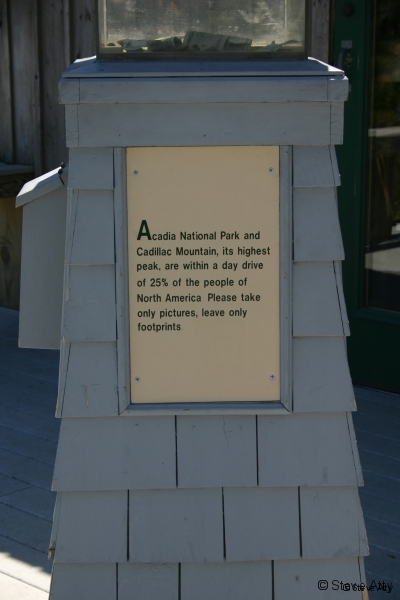 Acadia National Park and
Cadillac Mountain, its highest
peak, are within a day drive
of 25% of the people of
North America Please take
only pictures, leave only
footprints
© Steve Atty